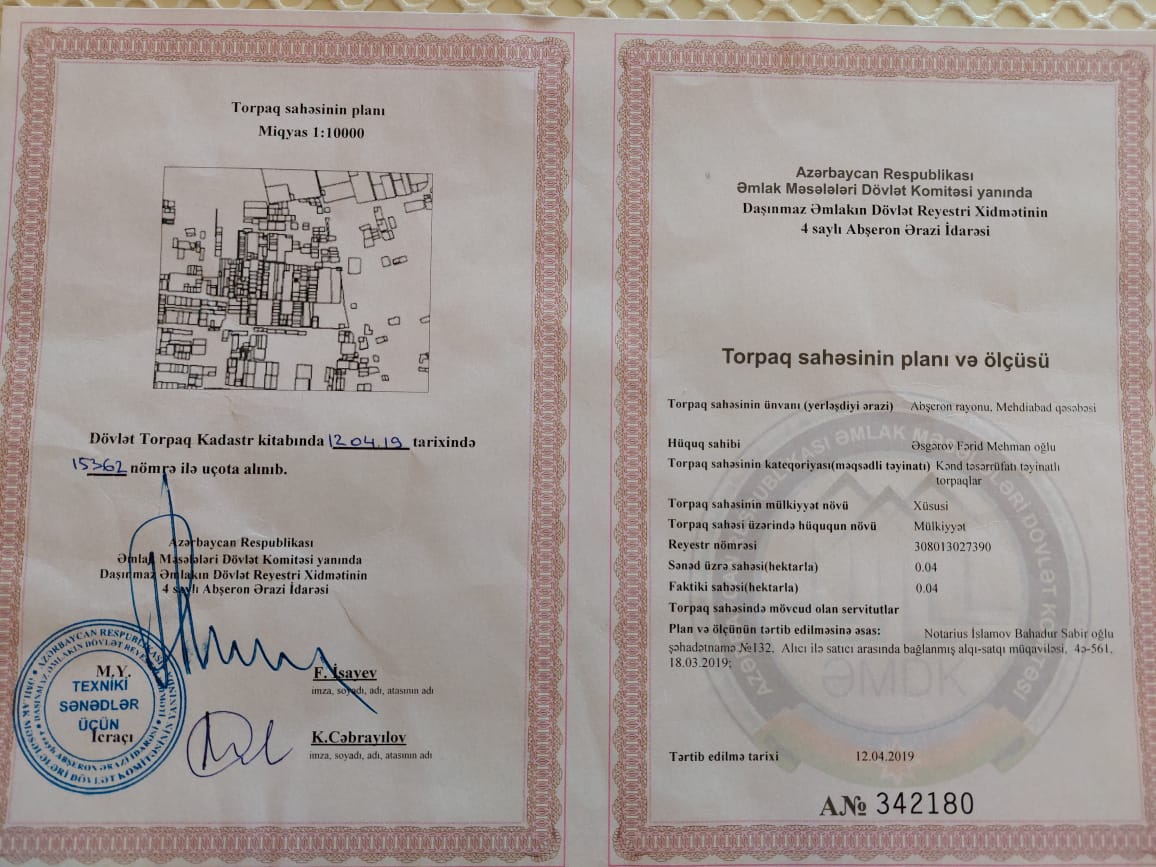 Torpaq sahəsinin planı
Miqyas 1:10000
Dövlət Torpaq Kadastr kitabında 12.04.19 tarixində
15362 nömrə ilə uçota alınıb.
Azərbaycan Respublikası
Əmlak Məsələləri Dövlət Komitəsi yanında
Daşınmaz Əmlakın Dövlət Reyestri Xidmətinin
4 saylı Abşeron Ərazi İdarəsi
M.Y.
TEXNİKİ
SƏNƏDLƏR
ÜÇÜN
İcraçı
F. İsayev
imza, soyadı, adı, atasının adı
K.Cəbrayılov
imza, soyadı, adı, atasının adı
Azərbaycan Respublikası
Əmlak Məsələləri Dövlət Komitəsi yanında
Daşınmaz Əmlakın Dövlət Reyestri Xidmətinin
4 saylı Abşeron Ərazi İdarəsi
Torpaq sahəsinin planı və ölçüsü
Torpaq sahəsinin ünvanı (yerləşdiyi ərazi) Abşeron rayonu, Mehdiabad qəsəbəsi
Hüquq sahibi Əsgərov Fərid Mehman oğlu
Torpaq sahəsinin kateqoriyası(məqsədli təyinatı) Kənd təsərrüfatı təyinatlı
torpaqlar
Torpaq sahəsinin mülkiyyət növü Xüsusi
Torpaq sahəsi üzərində hüququn növü Mülkiyyət
Reyestr nömrəsi 308013027390
Sənəd üzrə sahəsi(hektarla) 0.04
Faktiki sahəsi(hektarla) 0.04
Torpaq sahəsində mövcud olan servitutlar
Plan və ölçünün tərtib edilməsinə əsas: Notarius İslamov Bahadur Sabir oğlu
şəhadətnamə №132, Alıcı ilə satıcı arasında bağlanmış alqı-satqı müqaviləsi, 4ə-561,
18.03.2019;
Tərtib edilmə tarixi 12.04.2019
A.№ 342180